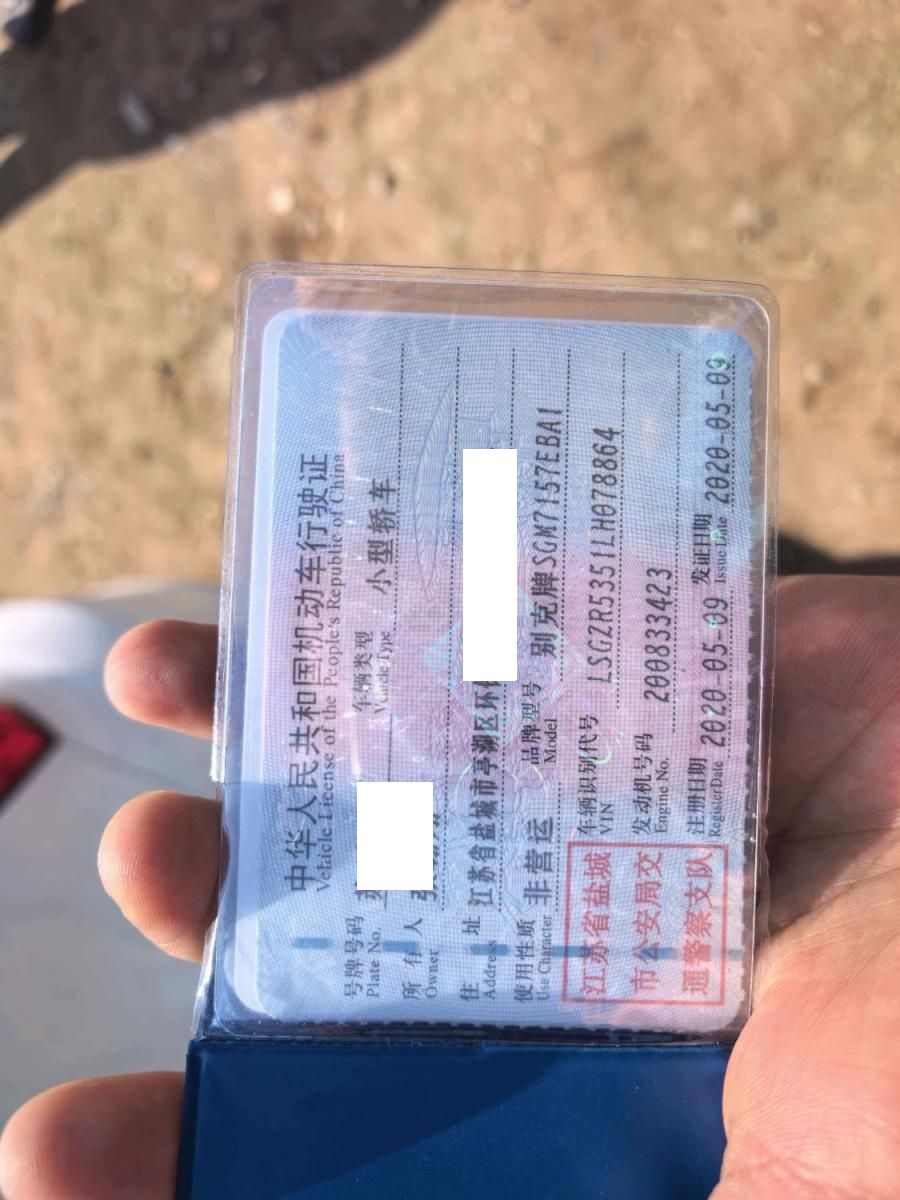 中华人民共和国机动车行驶证
Vehicle License of the People's Republic of China
号牌号码 车辆类型 小型轿车
Plate No. Vehicle Type
所有人
Owner
住址 江苏省盐城市亭湖区环
Address
使用性质 非营运 品牌型号 别克牌SGM7157EBA1
Use Character Model
车辆识别代号 LSGZR5351LH078864
VIN
发动机号码 200833423
Engine No.
注册日期 2020-05-09 发证日期 2020-05-09
Register Date Issue Date
江苏省盐城
市公安局交
通警察支队